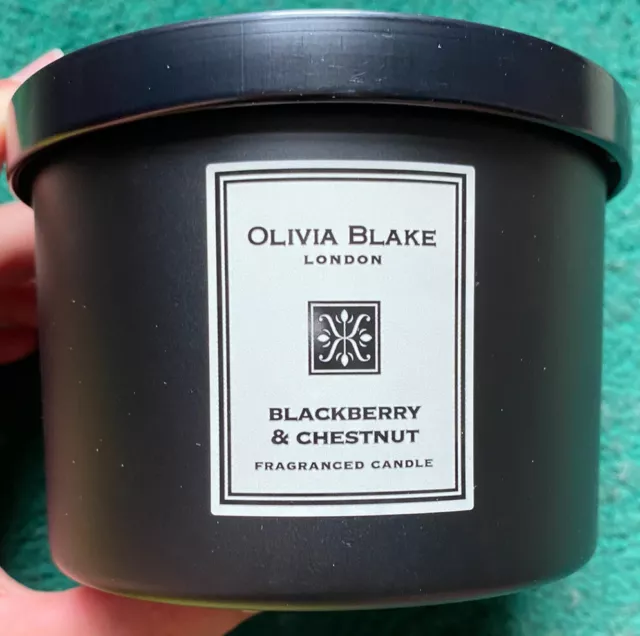 OLIVIA BLAKE
LONDON
BLACKBERRY
& CHESTNUT
FRAGRANCED CANDLE